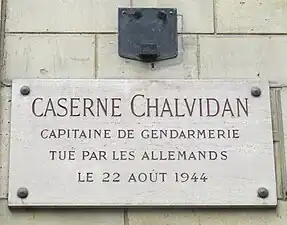 CASERNE CHALVIDAN
CAPITAINE DE GENDARMERIE
TUÉ PAR LES ALLEMANDS
LE 22 AOÛT 1944